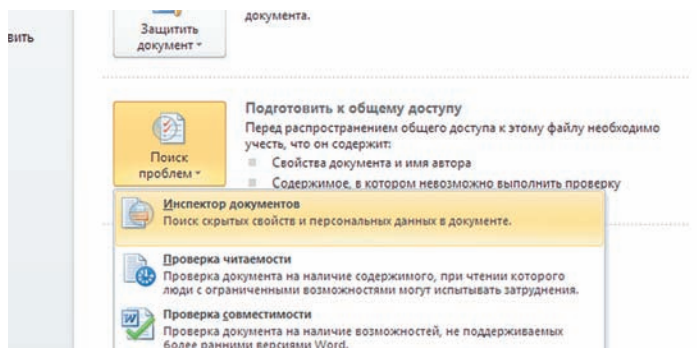 вить
Защитить
документ
документа.
Поиск
проблем
Подготовить к общему доступу
Перед распространением общего доступа к этому файлу необходимо
учесть, что он содержит:
Свойства документа и имя автора
Содержимое, в котором невозможно выполнить проверку
Инспектор документов
Поиск скрытых свойств и персональных данных в документе.
Проверка читаемости
Проверка документа на наличие содержимого, при чтении которого
люди с ограниченными возможностями могут испытывать затруднения.
Проверка совместимости
Проверка документа на наличие возможностей, не поддерживаемых
более ранними версиями Word.